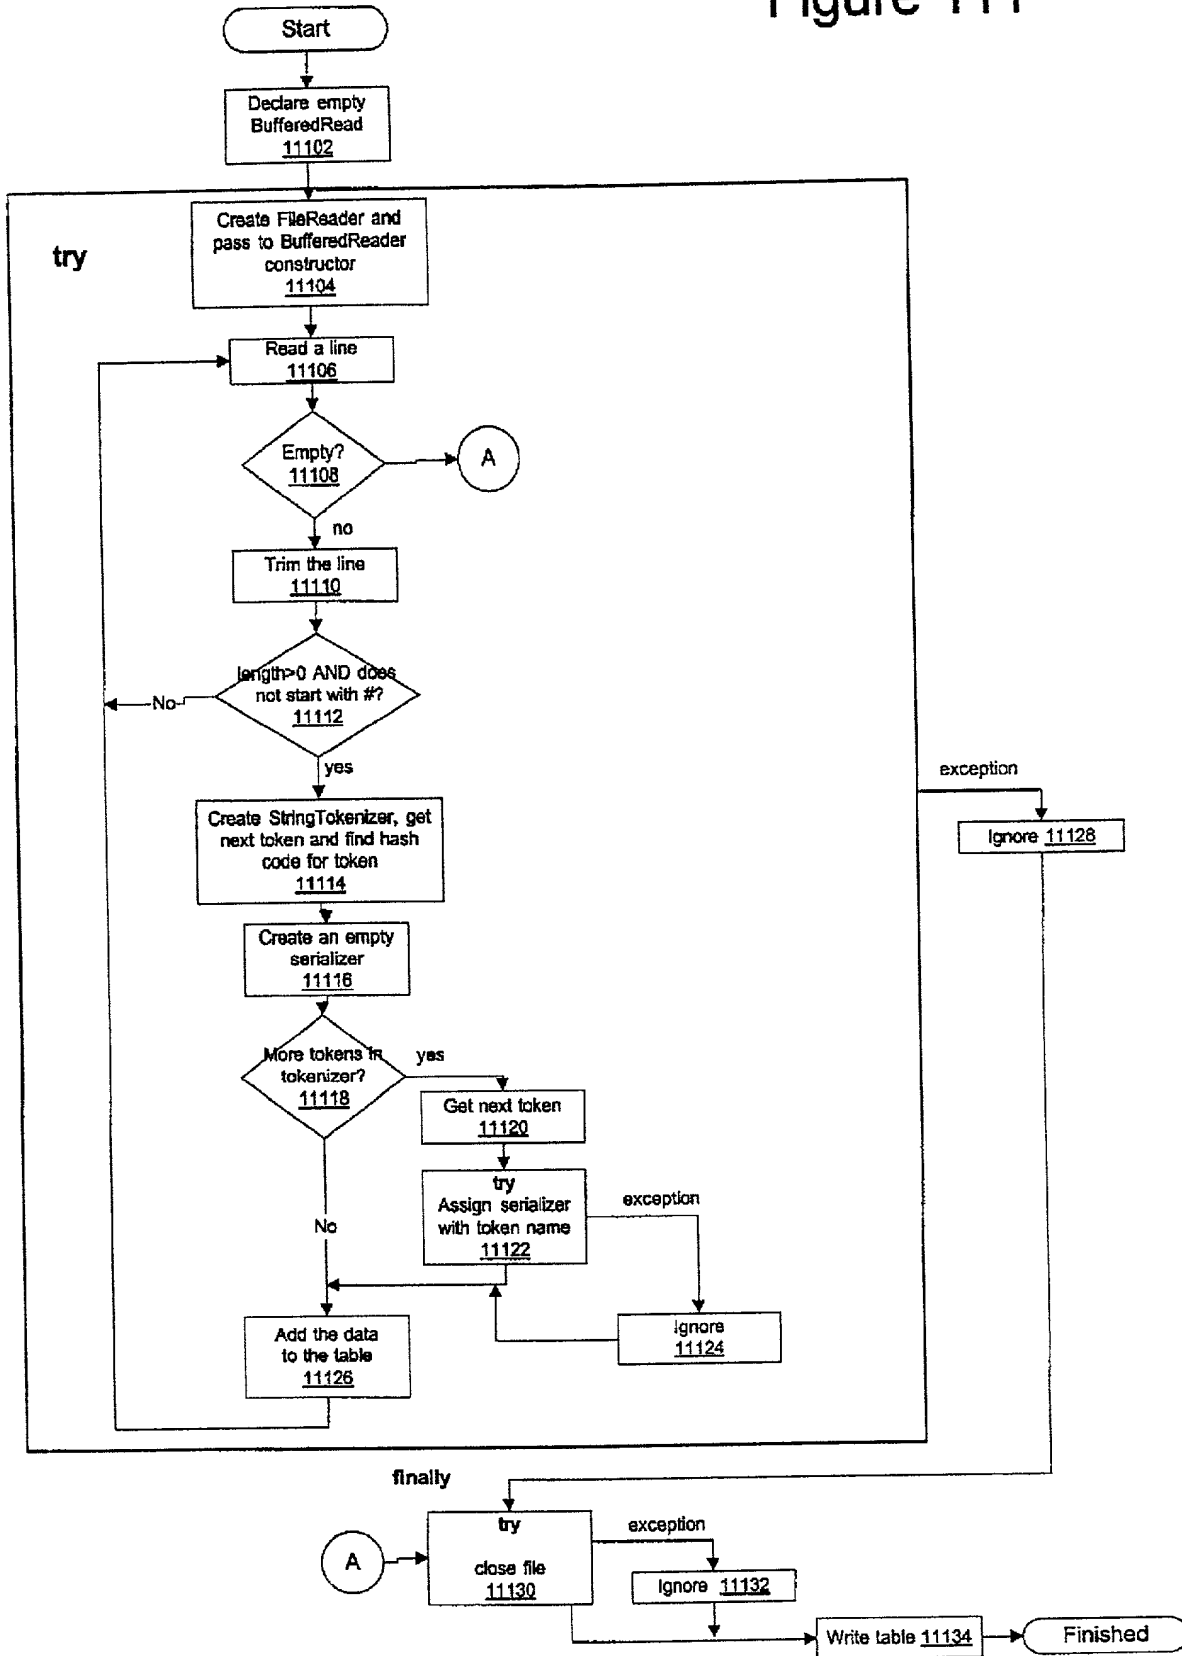 Figure 111
Start
Declare empty
BufferedRead
11102
try
Create FileReader and
pass to BufferedReader
constructor
11104
Read a line
11106
Empty?
11108
A
no
Trim the line
11110
length>0 AND does
not start with #?
11112
No
yes
exception
Ignore 11128
Create StringTokenizer, get
next token and find hash
code for token
11114
Create an empty
serializer
11116
More tokens in
tokenizer?
11118
yes
Get next token
11120
try
Assign serializer
with token name
11122
exception
No
Ignore
11124
Add the data
to the table
11126
finally
A
try
close file
11130
exception
Ignore 11132
Write table 11134
Finished